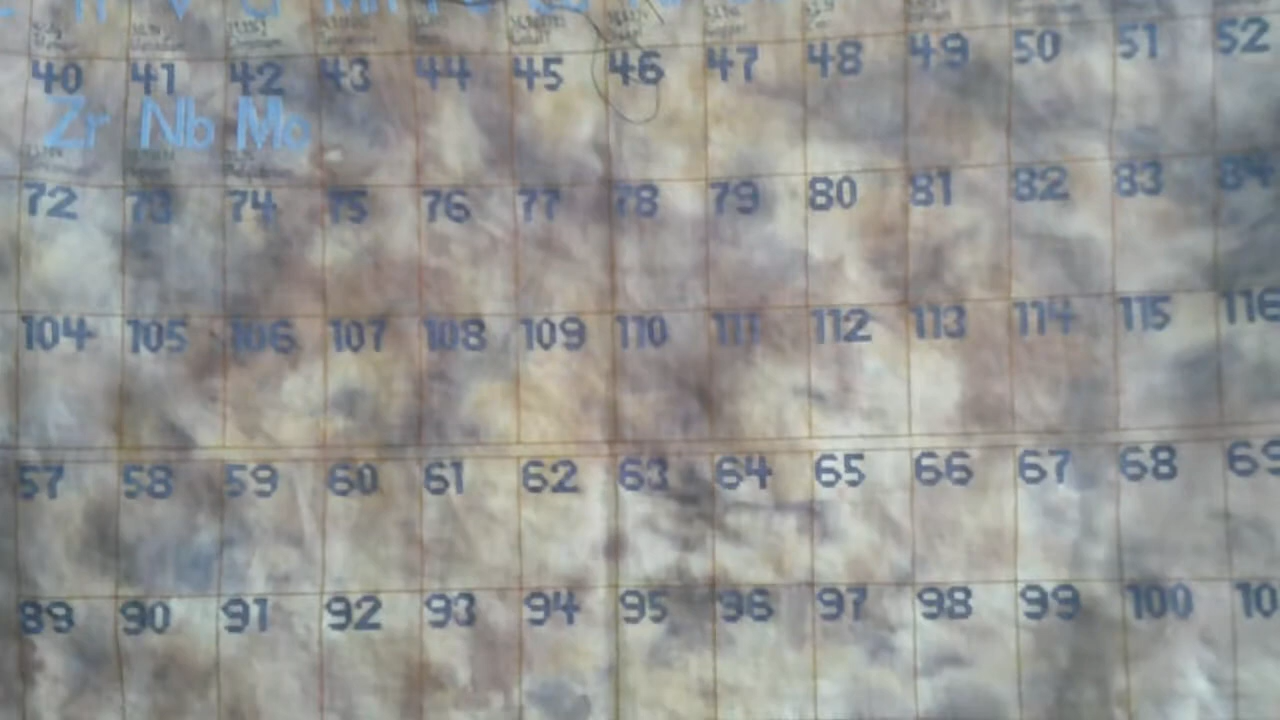 40 41 42 43 44 45 46 47 48 49 50 51 52
Zr Nb Mo
72 73 74 75 76 77 78 79 80 81 82 83 84
104 105 106 107 108 109 110 111 112 113 114 115 116
57 58 59 60 61 62 63 64 65 66 67 68 69
89 90 91 92 93 94 95 96 97 98 99 100